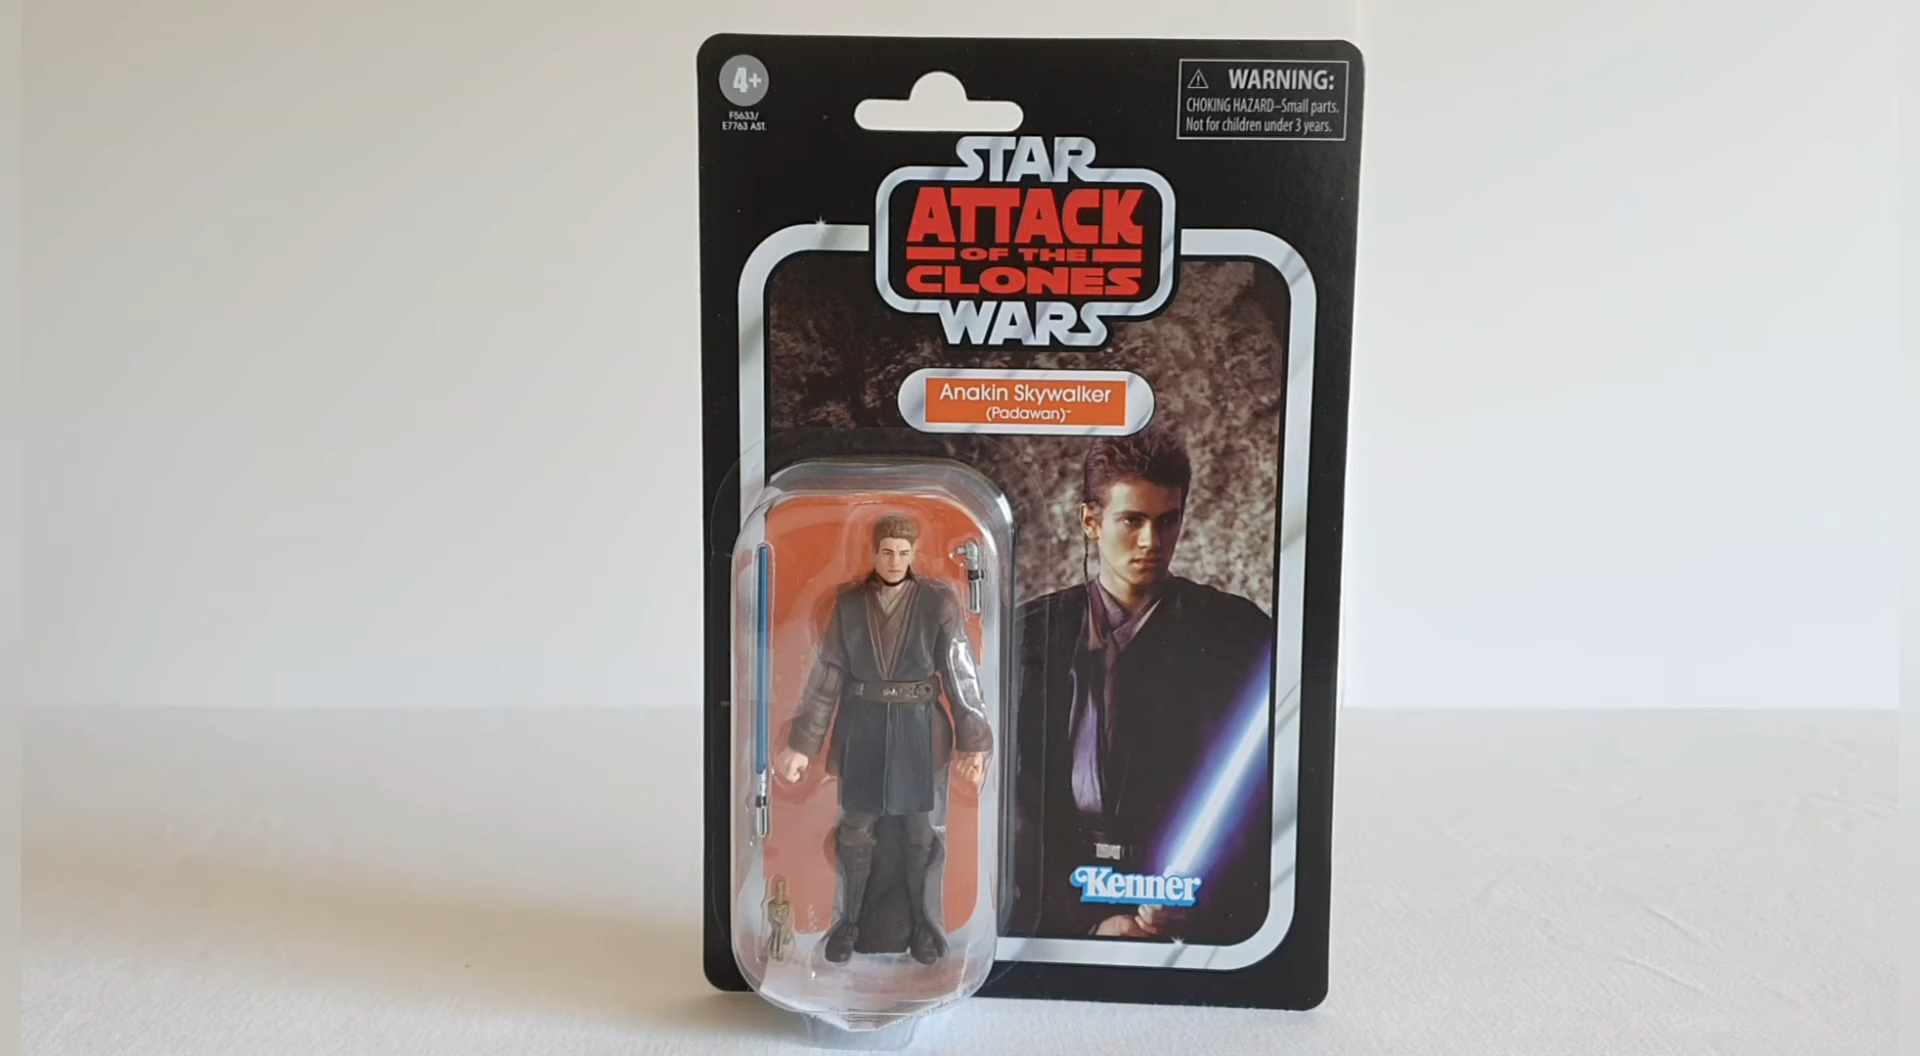 4+
F5633/
E7763 AST.
⚠ WARNING:
CHOKING HAZARD–Small parts.
Not for children under 3 years.
STAR
ATTACK
OF THE
CLONES
WARS
Anakin Skywalker
(Padawan)™
Kenner